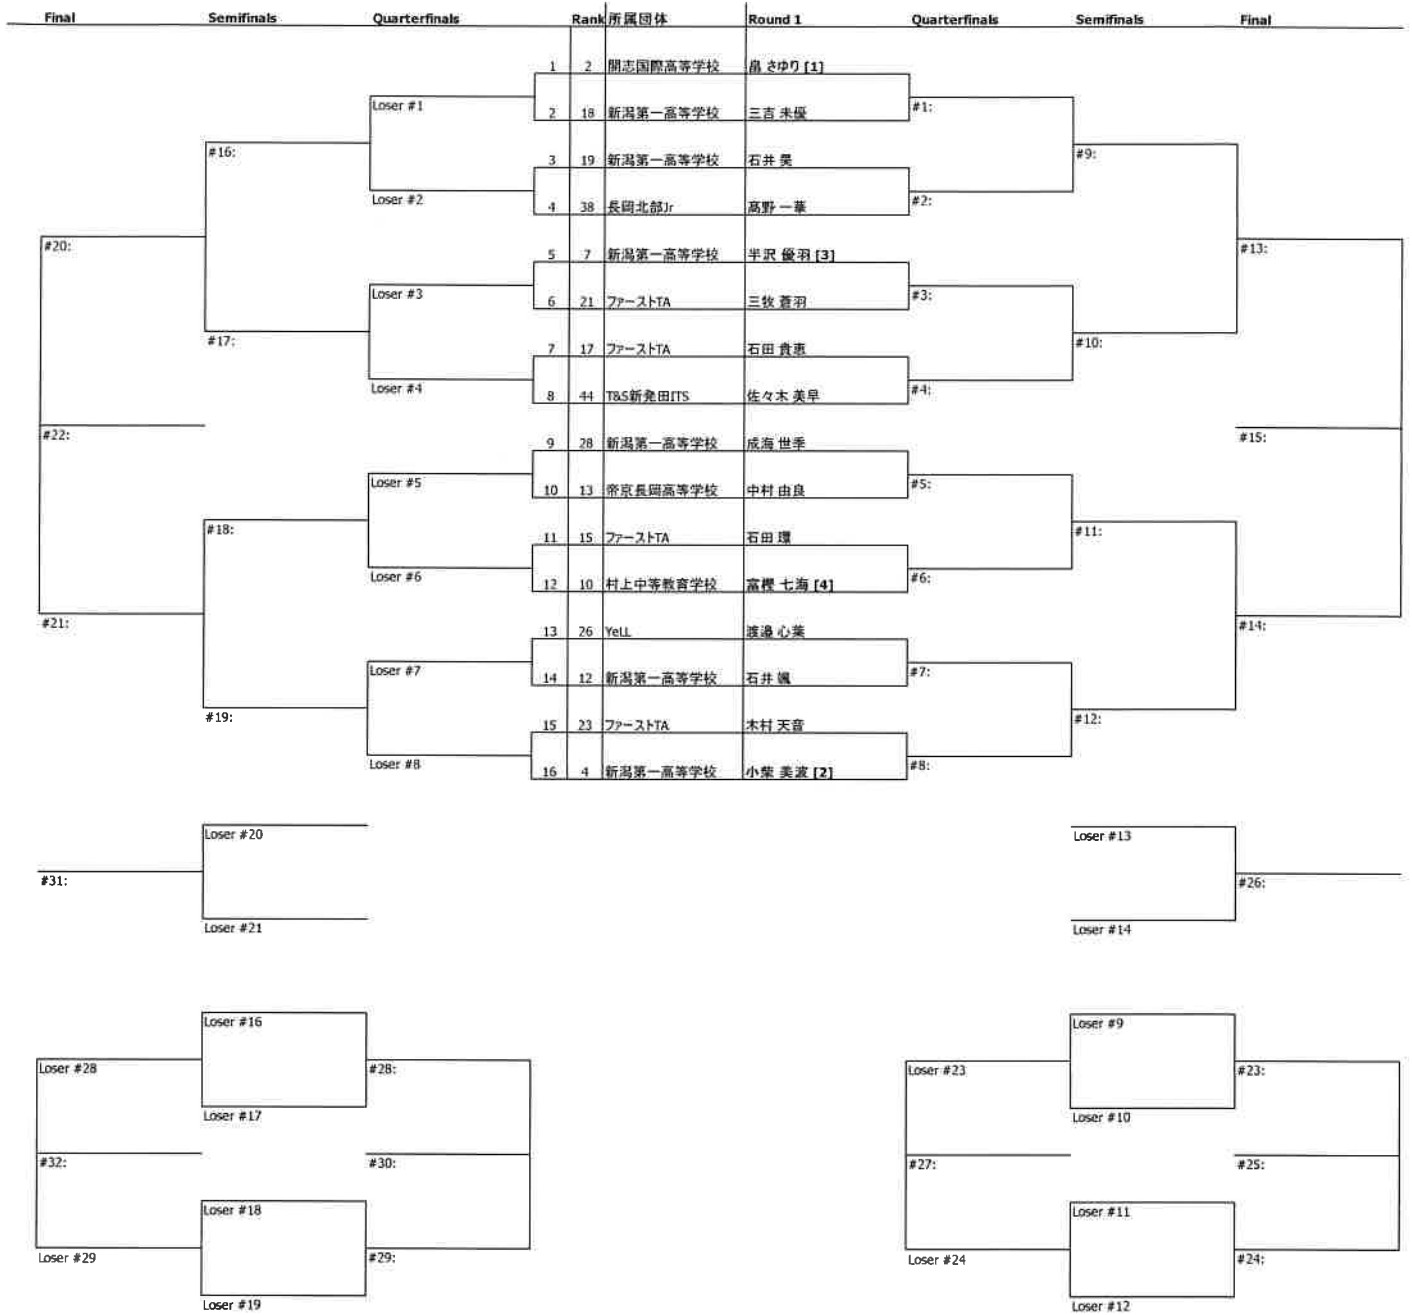 Final Semifinals Quarterfinals Rank 所属団体 Round 1 Quarterfinals Semifinals Final
1 2 開志国際高等学校 畠 さゆり [1]
Loser #1 #1:
2 18 新潟第一高等学校 三吉 未優
#16: #9:
3 19 新潟第一高等学校 石井 昊
Loser #2 #2:
4 38 長岡北部Jr 高野 一華
#20: #13:
5 7 新潟第一高等学校 半沢 優羽 [3]
Loser #3 #3:
6 21 ファーストTA 三牧 蒼羽
#17: #10:
7 17 ファーストTA 石田 貴恵
Loser #4 #4:
8 44 T&S新発田ITS 佐々木 美早
#22: #15:
9 28 新潟第一高等学校 成海 世季
Loser #5 #5:
10 13 帝京長岡高等学校 中村 由良
#18: #11:
11 15 ファーストTA 石田 環
Loser #6 #6:
12 10 村上中等教育学校 富樫 七海 [4]
#21: #14:
13 26 YeLL 渡邉 心葉
Loser #7 #7:
14 12 新潟第一高等学校 石井 颯
#19: #12:
15 23 ファーストTA 木村 天音
Loser #8 #8:
16 4 新潟第一高等学校 小柴 美波 [2]
Loser #20 Loser #13
#31: #26:
Loser #21 Loser #14
Loser #16 Loser #9
Loser #28 #28: Loser #23 #23:
Loser #17 Loser #10
#32: #30: #27: #25:
Loser #18 Loser #11
Loser #29 #29: Loser #24 #24:
Loser #19 Loser #12